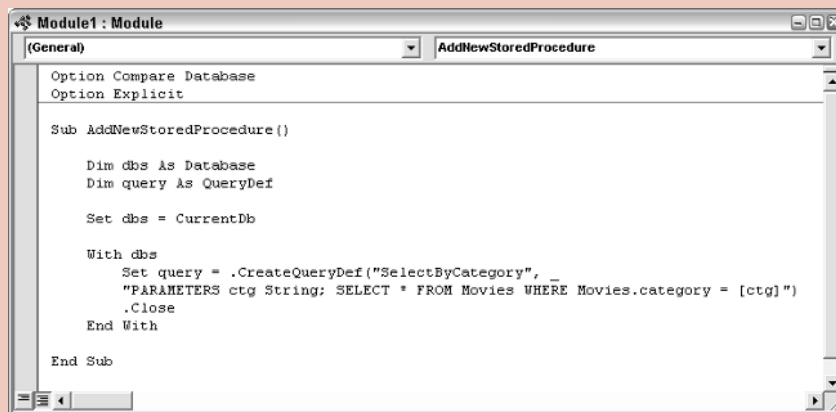 Module1 : Module
(General) AddNewStoredProcedure
Option Compare Database
Option Explicit
Sub AddNewStoredProcedure()
Dim dbs As Database
Dim query As QueryDef
Set dbs = CurrentDb
With dbs
Set query = .CreateQueryDef("SelectByCategory", _
"PARAMETERS ctg String; SELECT * FROM Movies WHERE Movies.category = [ctg]")
.Close
End With
End Sub